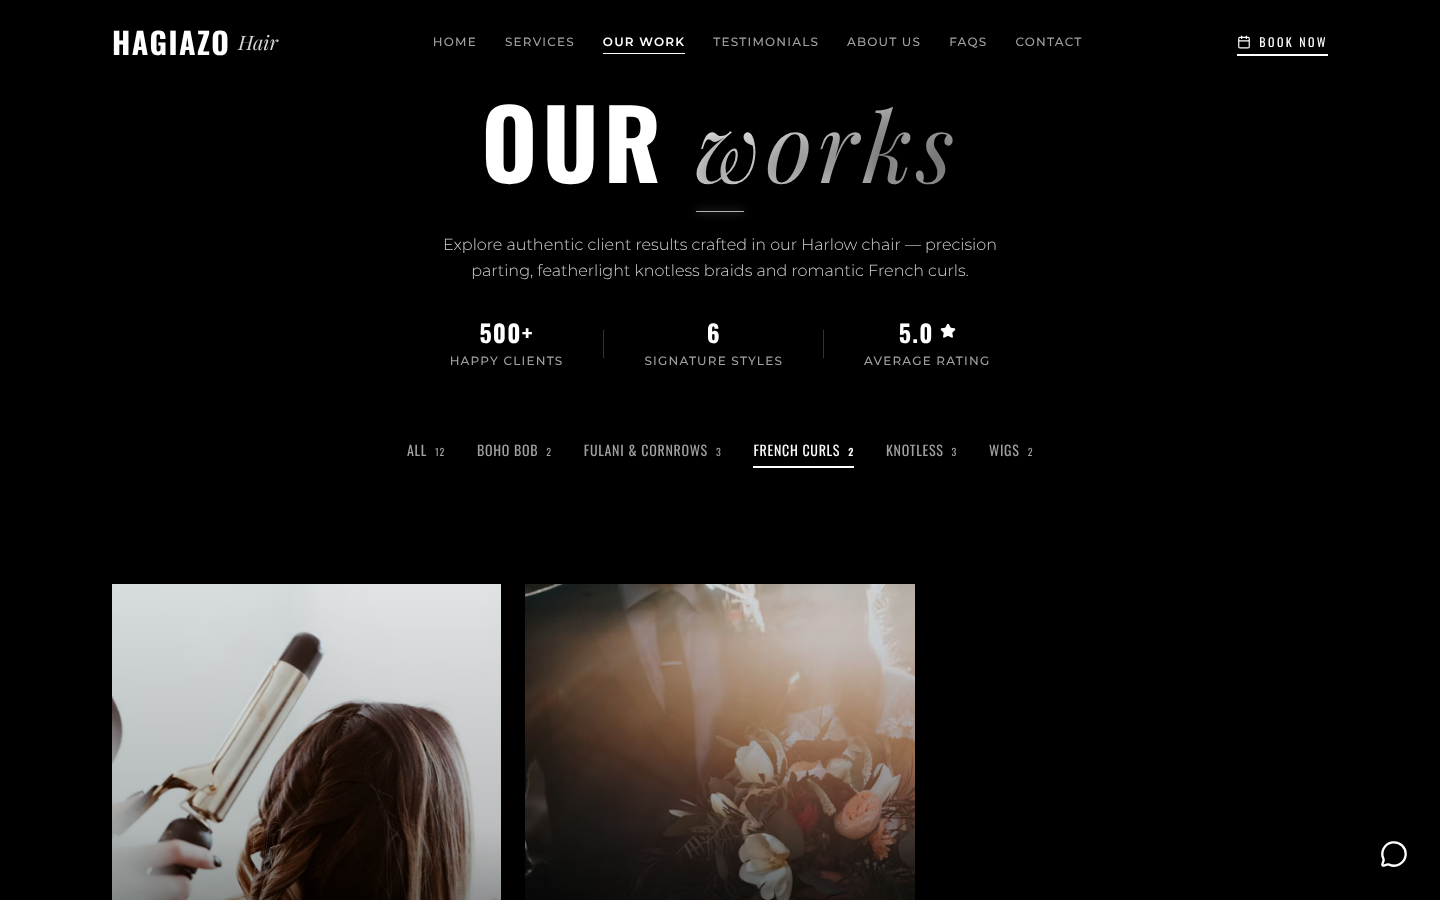 HAGIAZO Hair
HOME SERVICES OUR WORK TESTIMONIALS ABOUT US FAQS CONTACT
BOOK NOW
OUR works
Explore authentic client results crafted in our Harlow chair — precision
parting, featherlight knotless braids and romantic French curls.
500+ 6 5.0
HAPPY CLIENTS SIGNATURE STYLES AVERAGE RATING
ALL 12 BOHO BOB 2 FULANI & CORNROWS 3 FRENCH CURLS 2 KNOTLESS 3 WIGS 2